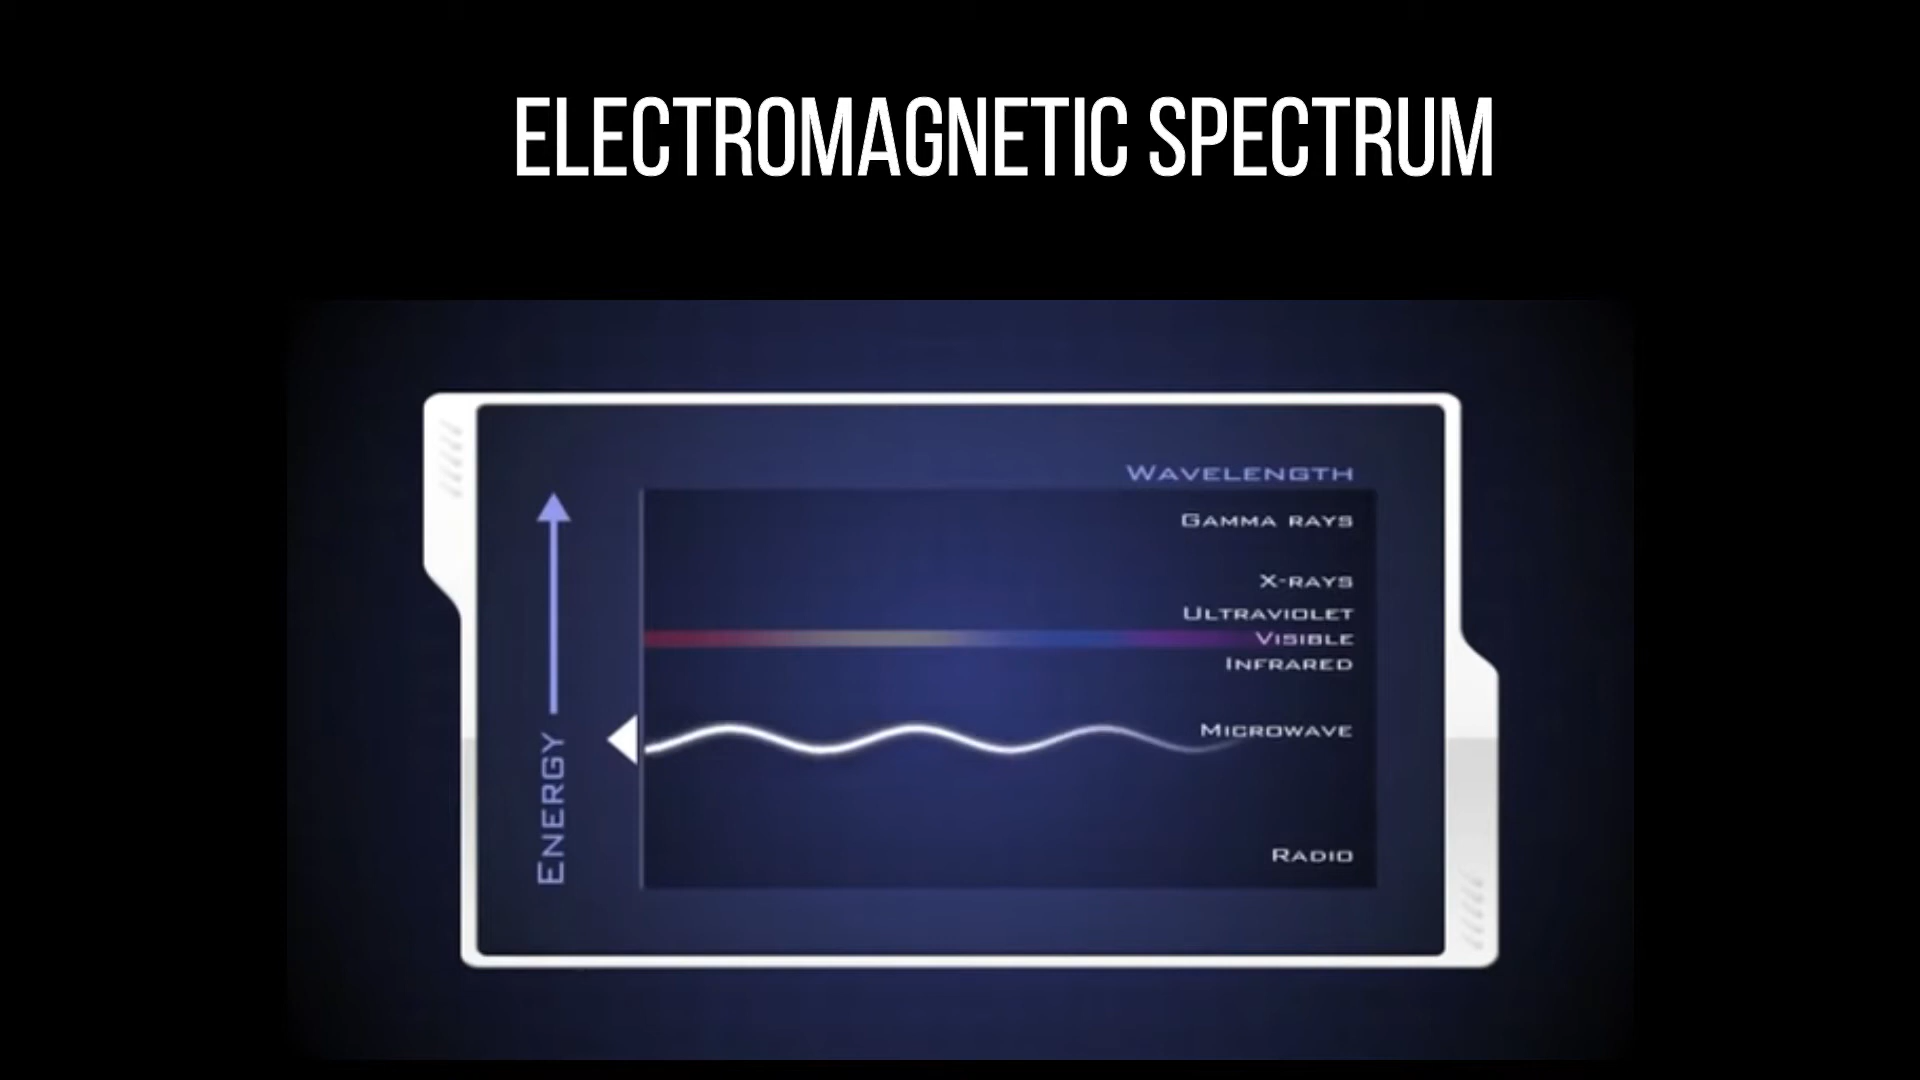 ELECTROMAGNETIC SPECTRUM
WAVELENGTH
GAMMA RAYS
X-RAYS
ULTRAVIOLET
VISIBLE
INFRARED
MICROWAVE
RADIO
ENERGY